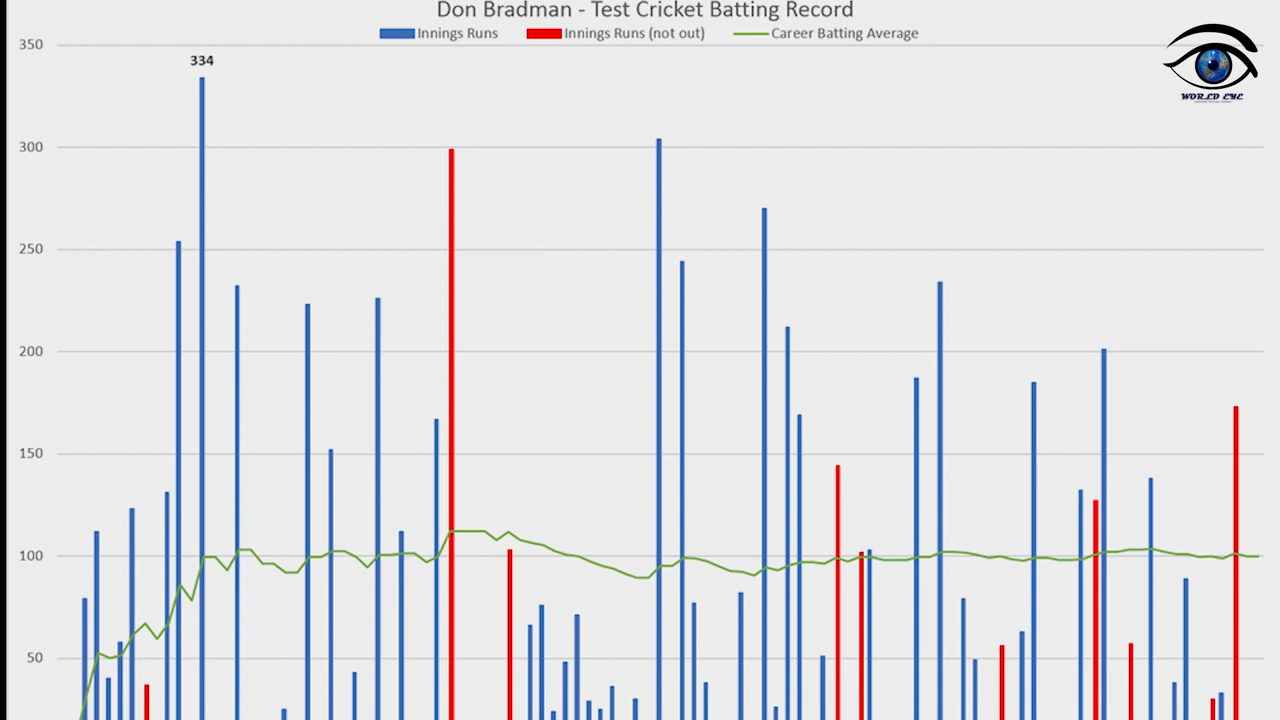 Don Bradman - Test Cricket Batting Record
Innings Runs
Innings Runs (not out)
Career Batting Average
350
334
WORLD EYE
300
250
200
150
100
50